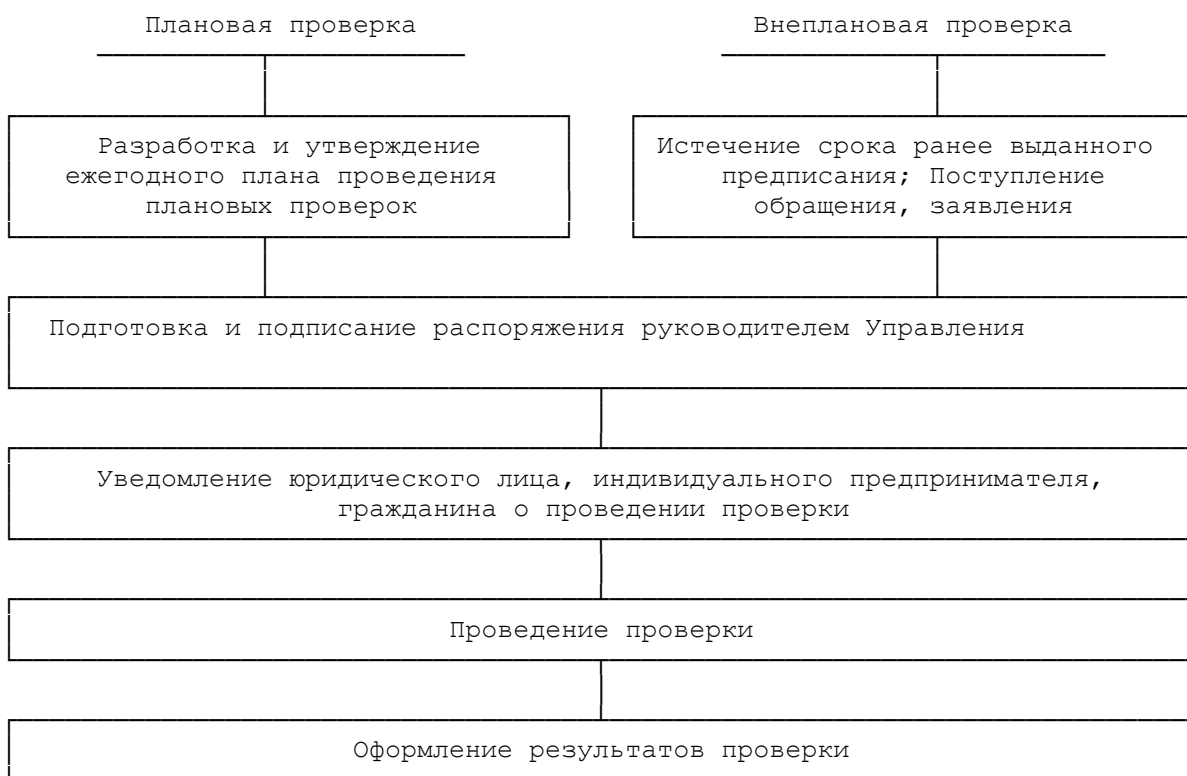 Плановая проверка
Внеплановая проверка
Разработка и утверждение
ежегодного плана проведения
плановых проверок
Истечение срока ранее выданного
предписания; Поступление
обращения, заявления
Подготовка и подписание распоряжения руководителем Управления
Уведомление юридического лица, индивидуального предпринимателя,
гражданина о проведении проверки
Проведение проверки
Оформление результатов проверки